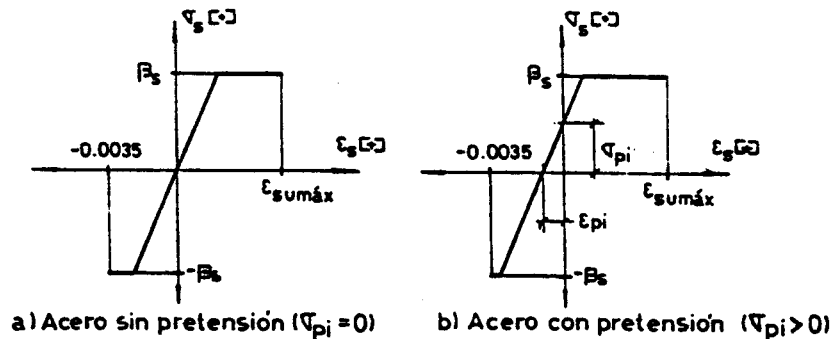 σs [+]
βs
-0.0035
εs [+]
εsumáx
-βs
a) Acero sin pretensión (σpi = 0)
σs [+]
βs
-0.0035
εs [+]
σpi
εsumáx
εpi
-βs
b) Acero con pretensión (σpi > 0)